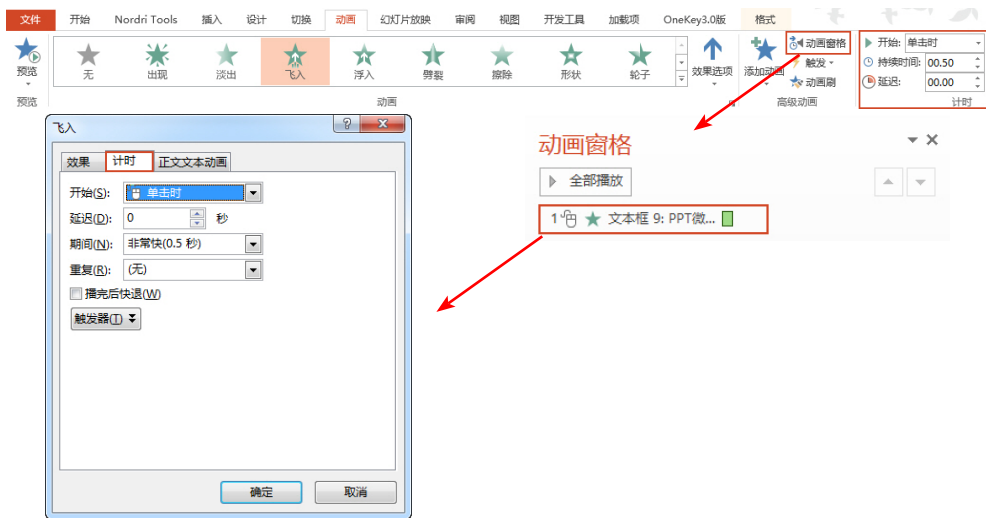 文件 开始 Nordri Tools 插入 设计 切换 动画 幻灯片放映 审阅 视图 开发工具 加载项 OneKey3.0版 格式
预览 无 出现 淡出 飞入 浮入 劈裂 擦除 形状 轮子 效果选项 添加动画
动画窗格
触发
动画刷
开始: 单击时
持续时间: 00.50
延迟: 00.00
预览 动画 高级动画 计时
飞入
效果 计时 正文文本动画
开始(S): 单击时
延迟(D): 0 秒
期间(N): 非常快(0.5 秒)
重复(R): (无)
播完后快退(W)
触发器(T)
确定 取消
动画窗格
全部播放
1 文本框 9: PPT微...